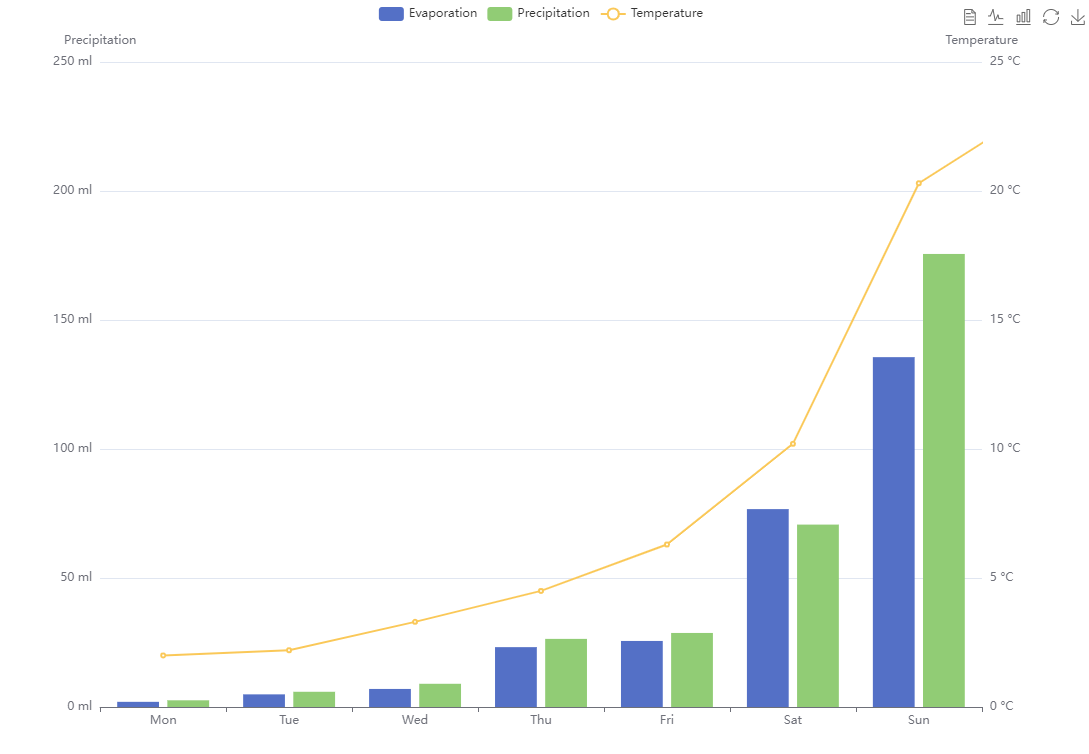 Evaporation Precipitation Temperature
Precipitation Temperature
250 ml 25 °C
200 ml 20 °C
150 ml 15 °C
100 ml 10 °C
50 ml 5 °C
0 ml 0 °C
Mon Tue Wed Thu Fri Sat Sun